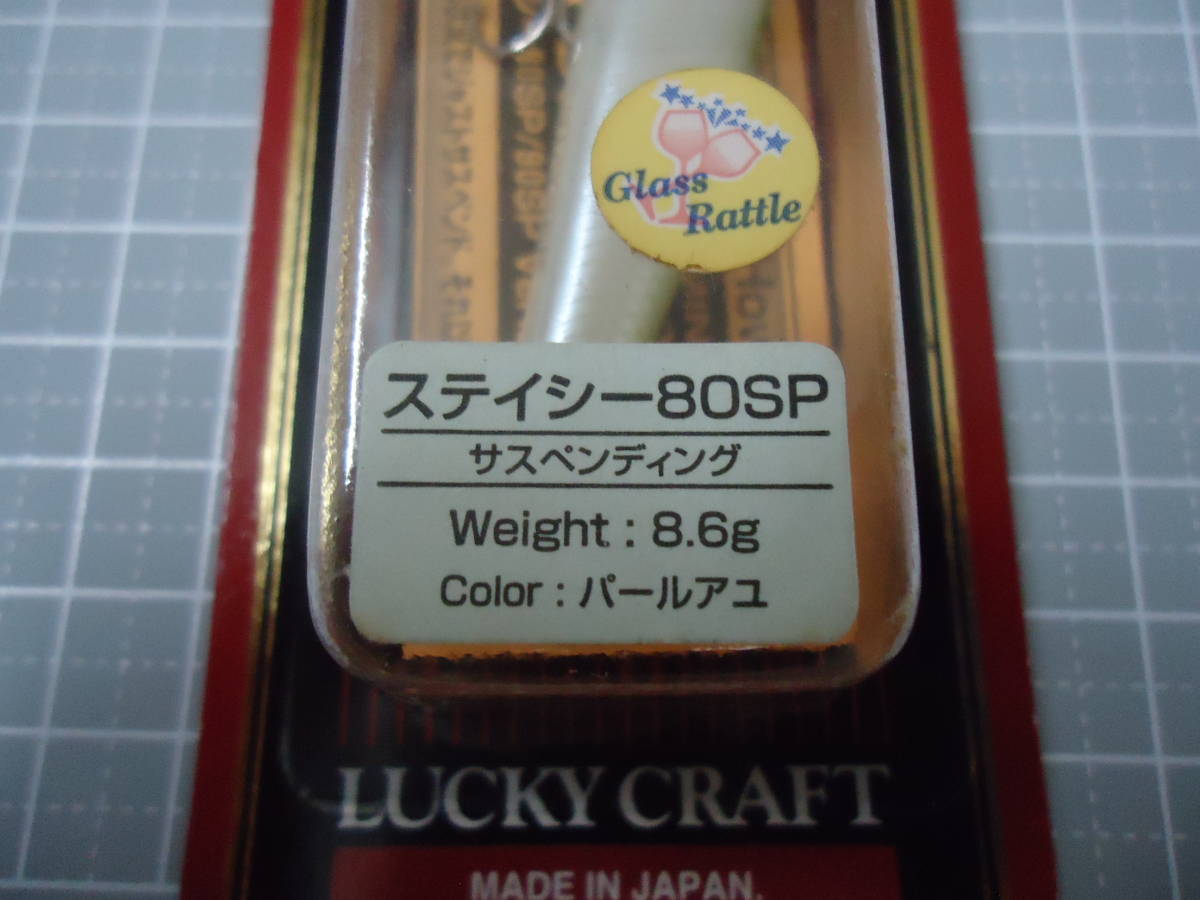 Glass
Rattle
ステイシー80SP
サスペンディング
Weight : 8.6g
Color : パールアユ
LUCKY CRAFT
MADE IN JAPAN.